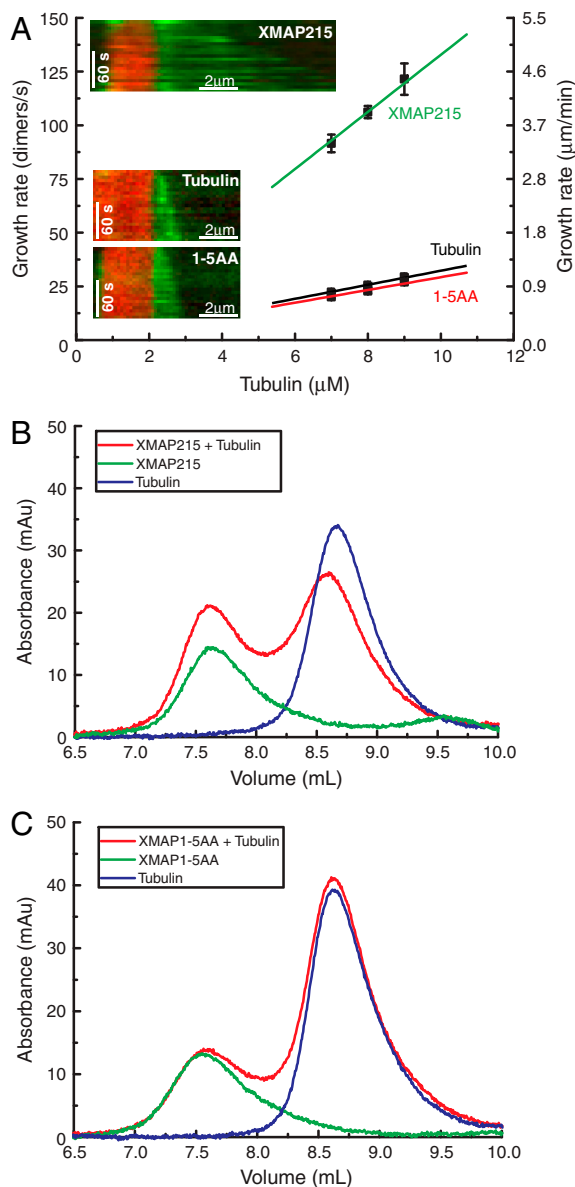 A
XMAP215
60 s
2µm
Tubulin
60 s
2µm
1-5AA
60 s
2µm
XMAP215
Tubulin
1-5AA
Growth rate (dimers/s)
150
125
100
75
50
25
0
Growth rate (µm/min)
5.5
4.6
3.7
2.8
1.8
0.9
0.0
0 2 4 6 8 10 12
Tubulin (µM)
B
XMAP215 + Tubulin
XMAP215
Tubulin
Absorbance (mAu)
50
40
30
20
10
0
6.5 7.0 7.5 8.0 8.5 9.0 9.5 10.0
Volume (mL)
C
XMAP1-5AA + Tubulin
XMAP1-5AA
Tubulin
Absorbance (mAu)
50
40
30
20
10
0
6.5 7.0 7.5 8.0 8.5 9.0 9.5 10.0
Volume (mL)